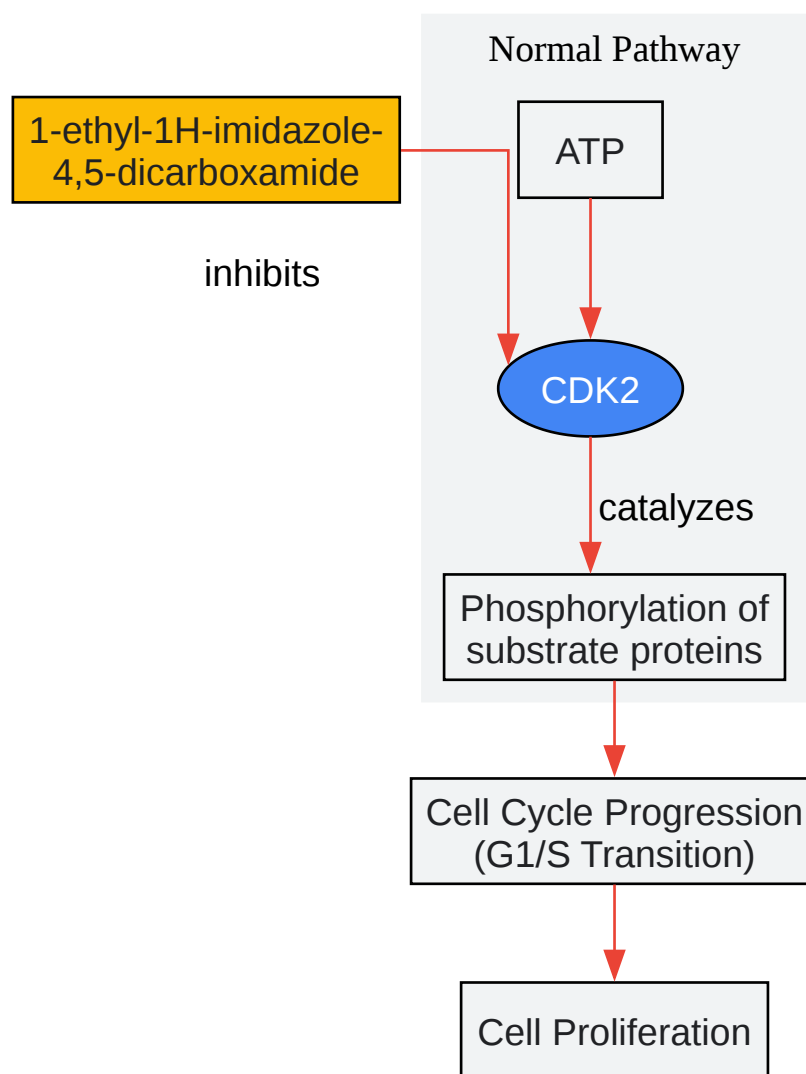 Normal Pathway
1-ethyl-1H-imidazole-
4,5-dicarboxamide
ATP
inhibits
CDK2
catalyzes
Phosphorylation of
substrate proteins
Cell Cycle Progression
(G1/S Transition)
Cell Proliferation